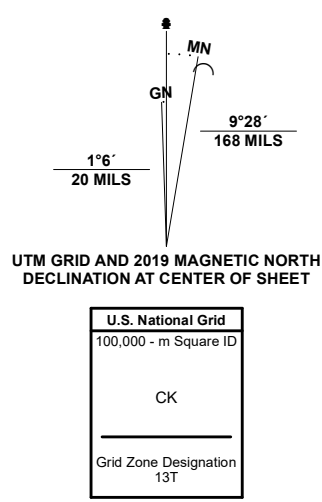 MN
GN
9°28´
168 MILS
1°6´
20 MILS
UTM GRID AND 2019 MAGNETIC NORTH
DECLINATION AT CENTER OF SHEET
U.S. National Grid
100,000 - m Square ID
CK
Grid Zone Designation
13T